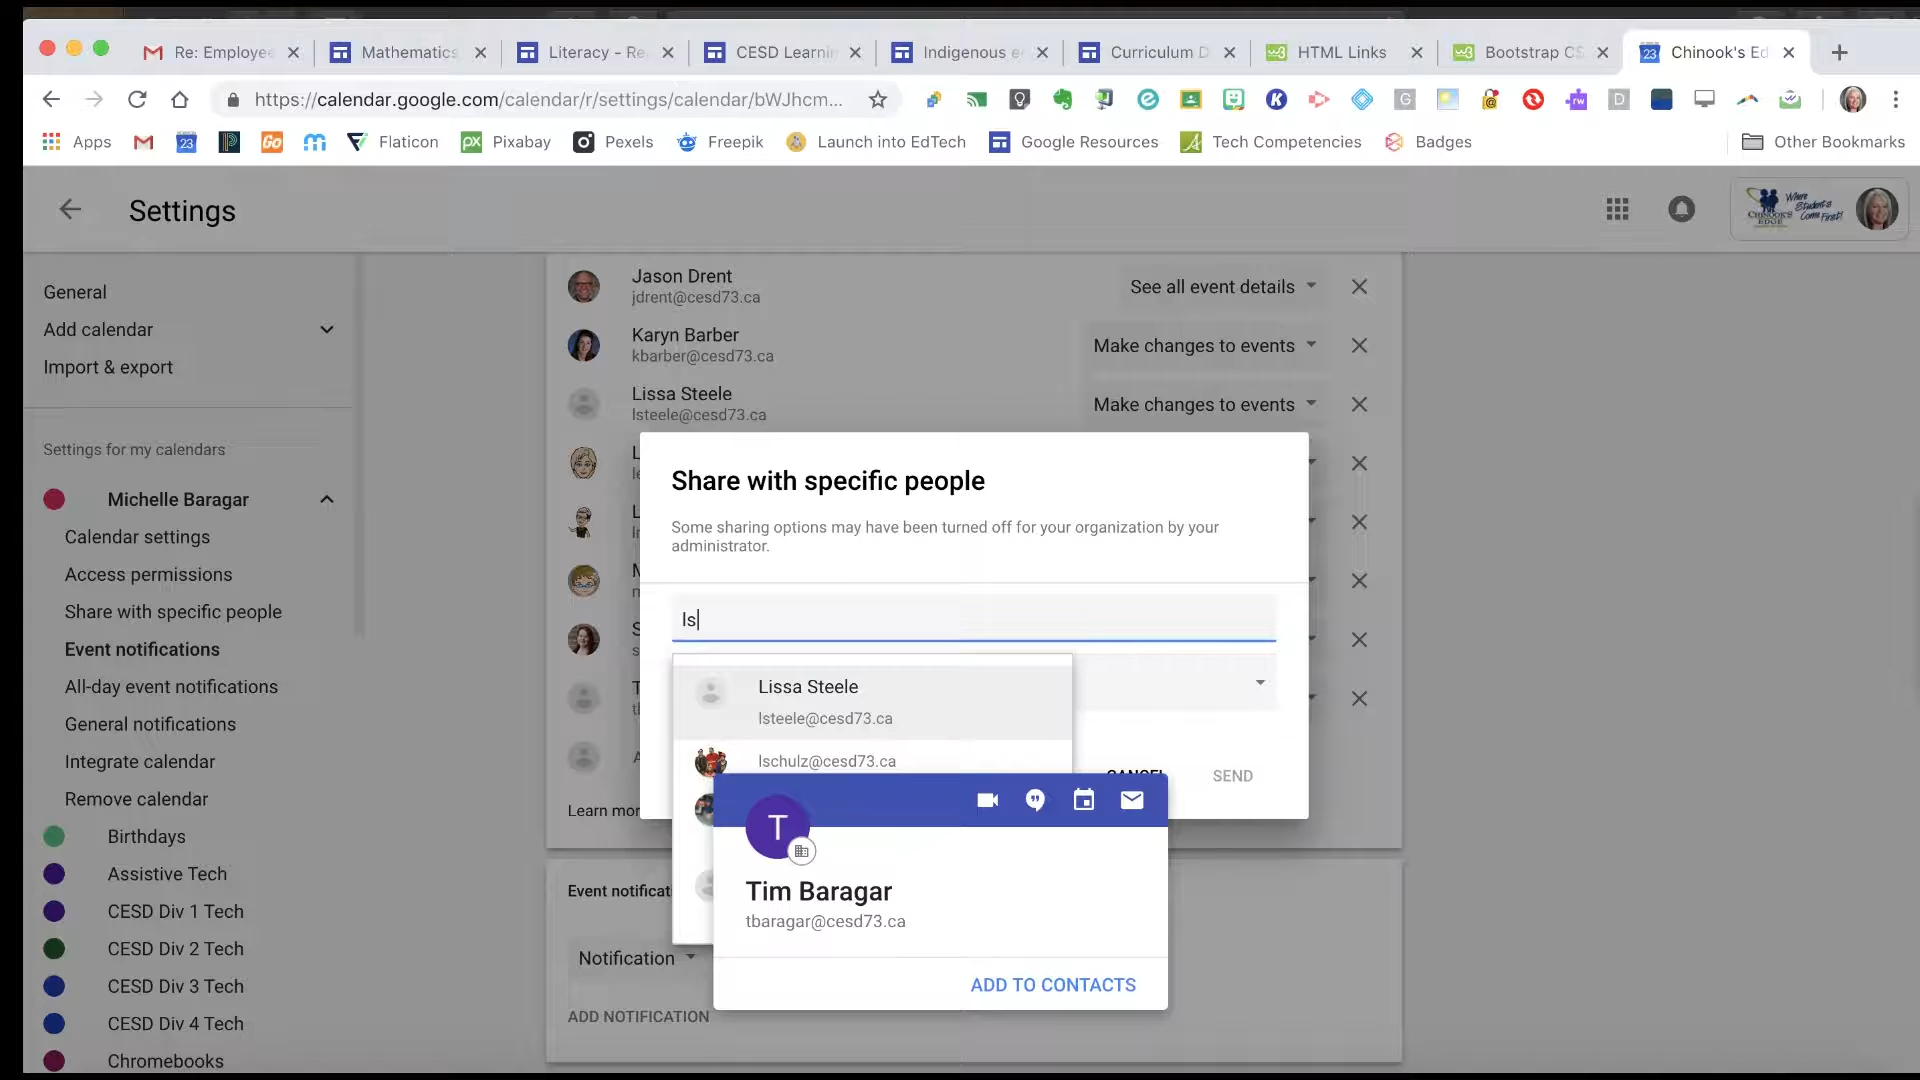 Re: Employee
Mathematics
Literacy - Re
CESD Learnin
Indigenous e
Curriculum D
HTML Links
Bootstrap CS
Chinook's Ed
https://calendar.google.com/calendar/r/settings/calendar/bWJhcm...
Apps
23
Flaticon
Pixabay
Pexels
Freepik
Launch into EdTech
Google Resources
Tech Competencies
Badges
Other Bookmarks
Settings
Where Students Come First!
CHINOOK'S EDGE
General
Add calendar
Import & export
Settings for my calendars
Michelle Baragar
Calendar settings
Access permissions
Share with specific people
Event notifications
All-day event notifications
General notifications
Integrate calendar
Remove calendar
Birthdays
Assistive Tech
CESD Div 1 Tech
CESD Div 2 Tech
CESD Div 3 Tech
CESD Div 4 Tech
Chromebooks
Jason Drent
jdrent@cesd73.ca
See all event details
Karyn Barber
kbarber@cesd73.ca
Make changes to events
Lissa Steele
lsteele@cesd73.ca
Make changes to events
Share with specific people
Some sharing options may have been turned off for your organization by your
administrator.
ls
Lissa Steele
lsteele@cesd73.ca
lschulz@cesd73.ca
CANCEL
SEND
Learn mor
T
Tim Baragar
tbaragar@cesd73.ca
ADD TO CONTACTS
Event notificat
Notification
ADD NOTIFICATION